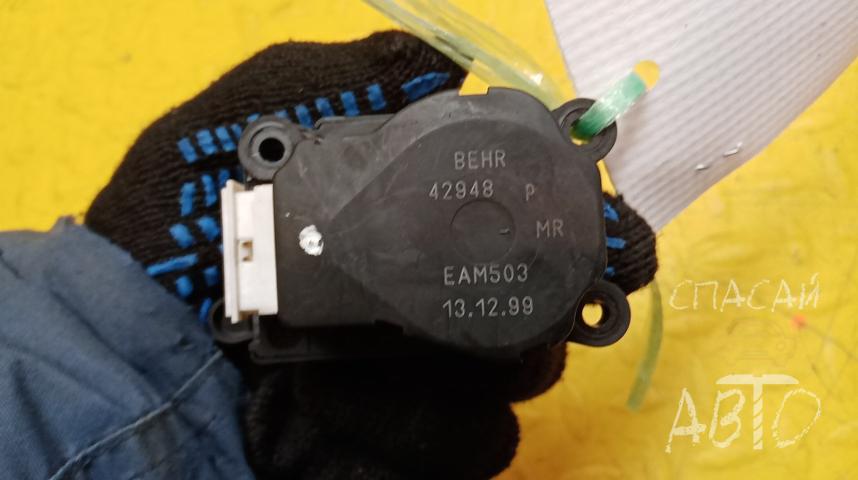 BEHR
42948 p
- MR
EAM503
13.12.99
СПАСАЙ
АВТО